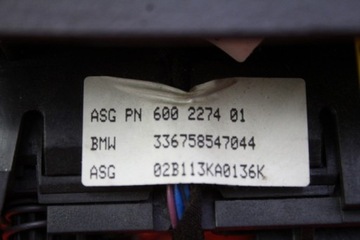 ASG PN 600 2274 01
BMW 336758547044
ASG 02B113KA0136K